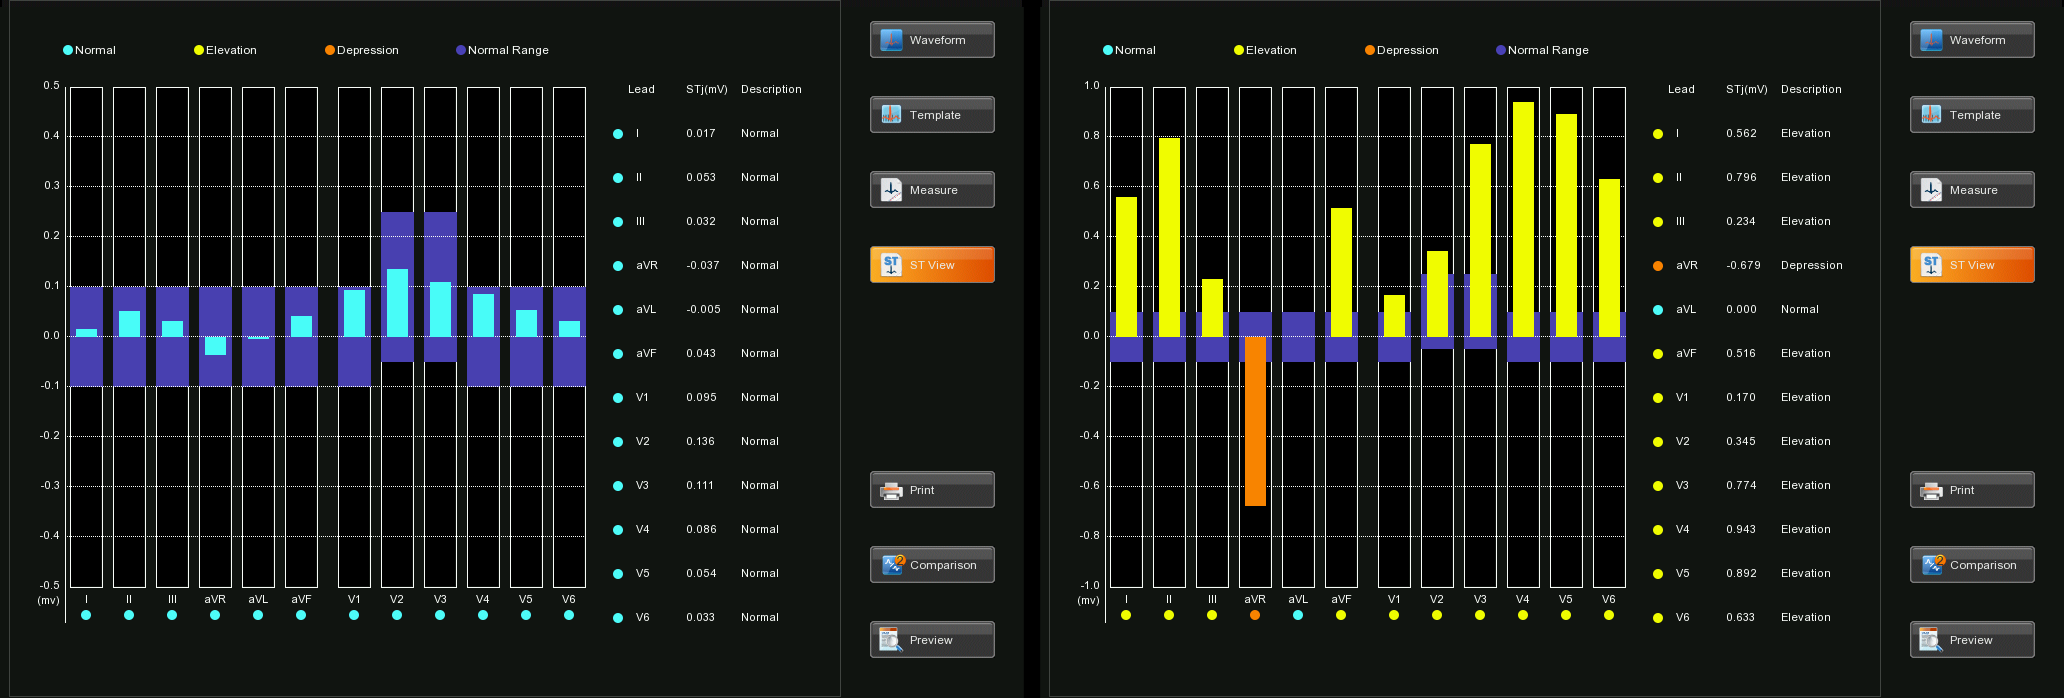 Normal Elevation Depression Normal Range
Waveform
0.5
Lead STj(mV) Description
Template
0.4
I 0.017 Normal
II 0.053 Normal
0.3
Measure
III 0.032 Normal
0.2
aVR -0.037 Normal
ST
ST View
0.1
aVL -0.005 Normal
0.0
aVF 0.043 Normal
-0.1
V1 0.095 Normal
-0.2
V2 0.136 Normal
-0.3
V3 0.111 Normal
Print
-0.4
V4 0.086 Normal
2
Comparison
V5 0.054 Normal
-0.5
(mv) I II III aVR aVL aVF V1 V2 V3 V4 V5 V6
V6 0.033 Normal
Preview
Normal Elevation Depression Normal Range
Waveform
1.0
Lead STj(mV) Description
Template
0.8
I 0.562 Elevation
II 0.796 Elevation
0.6
Measure
III 0.234 Elevation
0.4
aVR -0.679 Depression
ST
ST View
0.2
aVL 0.000 Normal
0.0
aVF 0.516 Elevation
-0.2
V1 0.170 Elevation
-0.4
V2 0.345 Elevation
-0.6
V3 0.774 Elevation
Print
-0.8
V4 0.943 Elevation
2
Comparison
V5 0.892 Elevation
-1.0
(mv) I II III aVR aVL aVF V1 V2 V3 V4 V5 V6
V6 0.633 Elevation
Preview